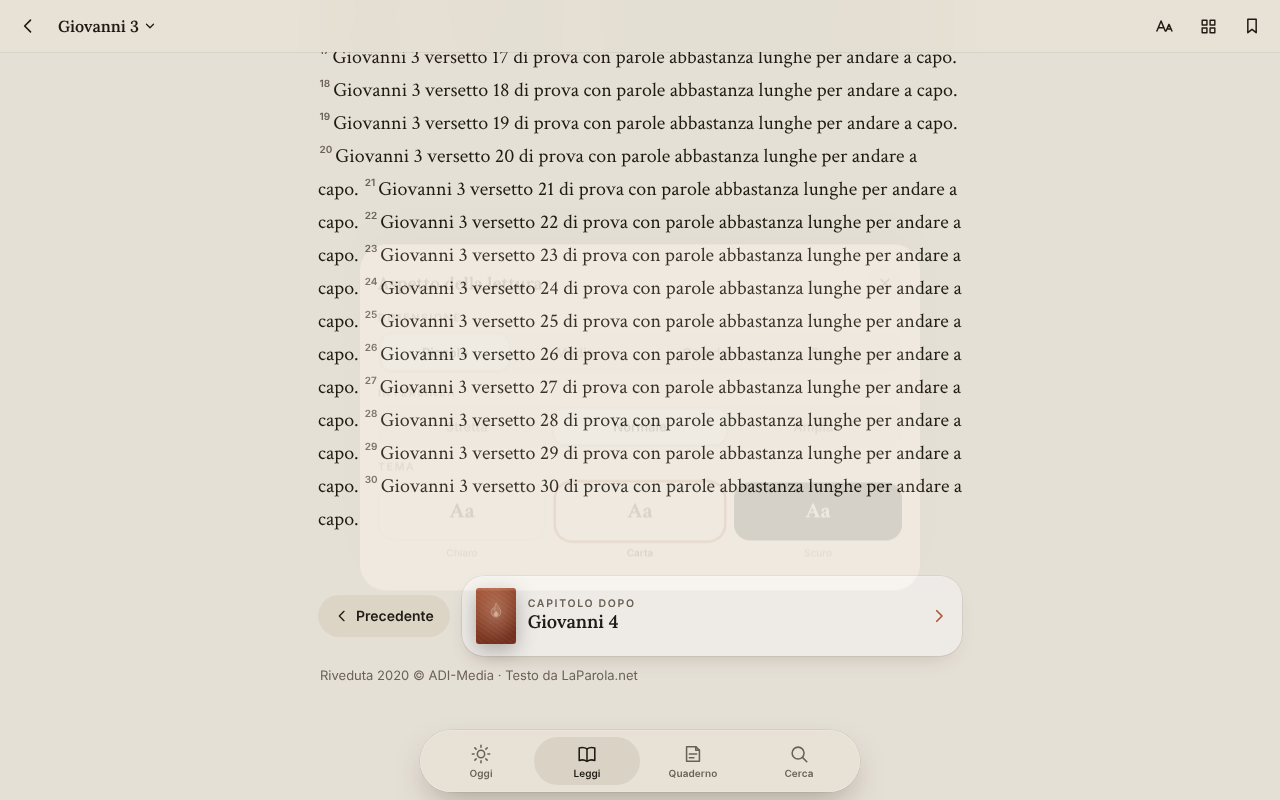 Giovanni 3
17 Giovanni 3 versetto 17 di prova con parole abbastanza lunghe per andare a capo.
18 Giovanni 3 versetto 18 di prova con parole abbastanza lunghe per andare a capo.
19 Giovanni 3 versetto 19 di prova con parole abbastanza lunghe per andare a capo.
20 Giovanni 3 versetto 20 di prova con parole abbastanza lunghe per andare a
capo. 21 Giovanni 3 versetto 21 di prova con parole abbastanza lunghe per andare a
capo. 22 Giovanni 3 versetto 22 di prova con parole abbastanza lunghe per andare a
capo. 23 Giovanni 3 versetto 23 di prova con parole abbastanza lunghe per andare a
capo. 24 Giovanni 3 versetto 24 di prova con parole abbastanza lunghe per andare a
capo. 25 Giovanni 3 versetto 25 di prova con parole abbastanza lunghe per andare a
capo. 26 Giovanni 3 versetto 26 di prova con parole abbastanza lunghe per andare a
capo. 27 Giovanni 3 versetto 27 di prova con parole abbastanza lunghe per andare a
capo. 28 Giovanni 3 versetto 28 di prova con parole abbastanza lunghe per andare a
capo. 29 Giovanni 3 versetto 29 di prova con parole abbastanza lunghe per andare a
capo. 30 Giovanni 3 versetto 30 di prova con parole abbastanza lunghe per andare a
capo.
Aspetto della lettura
Normale
TEMA
Aa Aa Aa
Chiaro Carta Scuro
Precedente
CAPITOLO DOPO
Giovanni 4
Riveduta 2020 © ADI-Media · Testo da LaParola.net
Oggi Leggi Quaderno Cerca